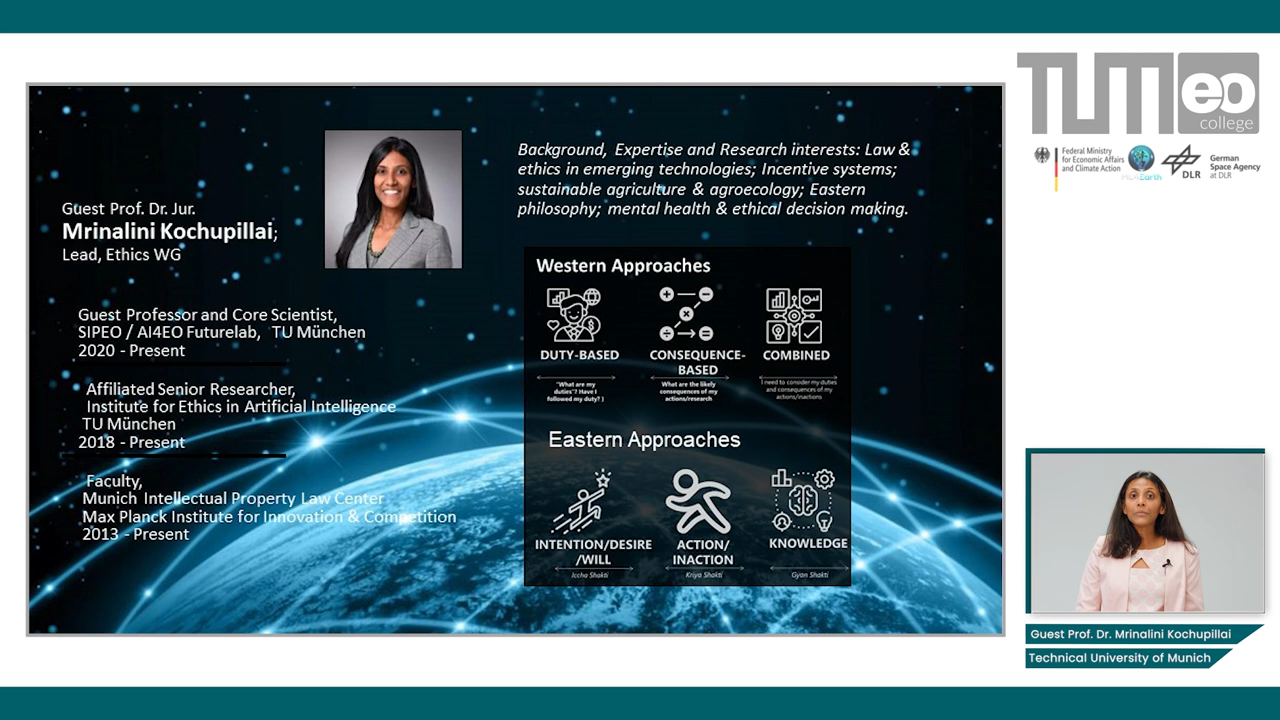 Guest Prof. Dr. Jur.
Mrinalini Kochupillai;
Lead, Ethics WG
Guest Professor and Core Scientist,
SIPEO / AI4EO Futurelab, TU München
2020 - Present
Affiliated Senior Researcher,
Institute for Ethics in Artificial Intelligence
TU München
2018 - Present
Faculty,
Munich Intellectual Property Law Center
Max Planck Institute for Innovation & Competition
2013 - Present
Background, Expertise and Research interests: Law &
ethics in emerging technologies; Incentive systems;
sustainable agriculture & agroecology; Eastern
philosophy; mental health & ethical decision making.
Western Approaches
DUTY-BASED
"What are my
duties"? Have I
followed my duty? )
CONSEQUENCE-
BASED
What are the likely
consequences of my
actions/research
COMBINED
I need to consider my duties
and consequences of my
actions/inactions
Eastern Approaches
INTENTION/DESIRE
/WILL
Iccha Shakti
ACTION/
INACTION
Kriya Shakti
KNOWLEDGE
Gyan Shakti
TUM eo
college
Federal Ministry
for Economic Affairs
and Climate Action
ML4Earth
DLR
German
Space Agency
at DLR
Guest Prof. Dr. Mrinalini Kochupillai
Technical University of Munich